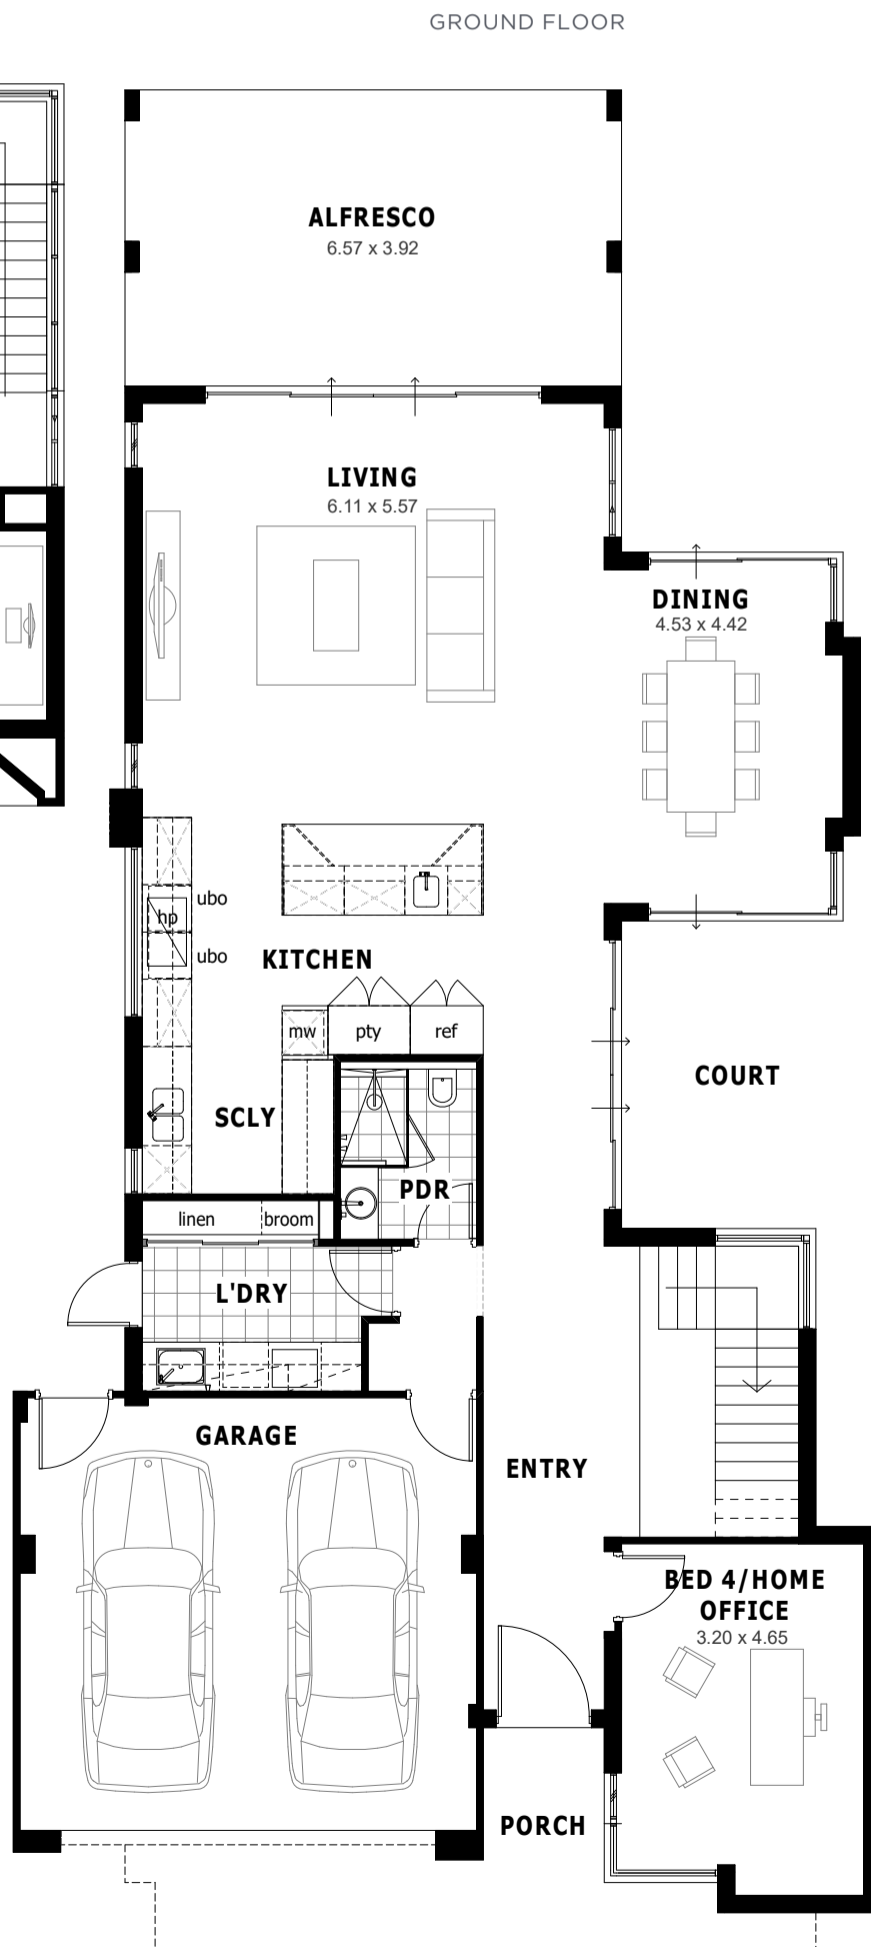 GROUND FLOOR
ALFRESCO
6.57 x 3.92
LIVING
6.11 x 5.57
DINING
4.53 x 4.42
ubo
hp
ubo
KITCHEN
mw
pty
ref
COURT
SCLY
PDR
linen
broom
L'DRY
GARAGE
ENTRY
BED 4/HOME
OFFICE
3.20 x 4.65
PORCH